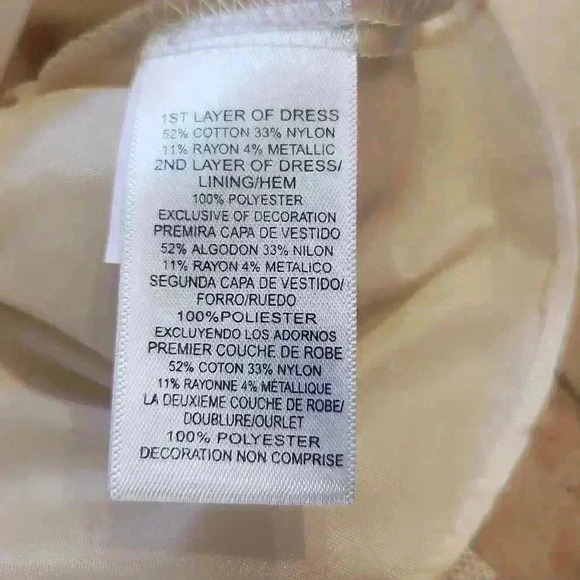 1ST LAYER OF DRESS
52% COTTON 33% NYLON
11% RAYON 4% METALLIC
2ND LAYER OF DRESS/
LINING/HEM
100% POLYESTER
EXCLUSIVE OF DECORATION
PREMIRA CAPA DE VESTIDO
52% ALGODON 33% NILON
11% RAYON 4% METALICO
SEGUNDA CAPA DE VESTIDO/
FORRO/RUEDO
100%POLIESTER
EXCLUYENDO LOS ADORNOS
PREMIER COUCHE DE ROBE
52% COTON 33% NYLON
11% RAYONNE 4% MÉTALLIQUE
LA DEUXIEME COUCHE DE ROBE/
DOUBLURE/OURLET
100% POLYESTER
DECORATION NON COMPRISE